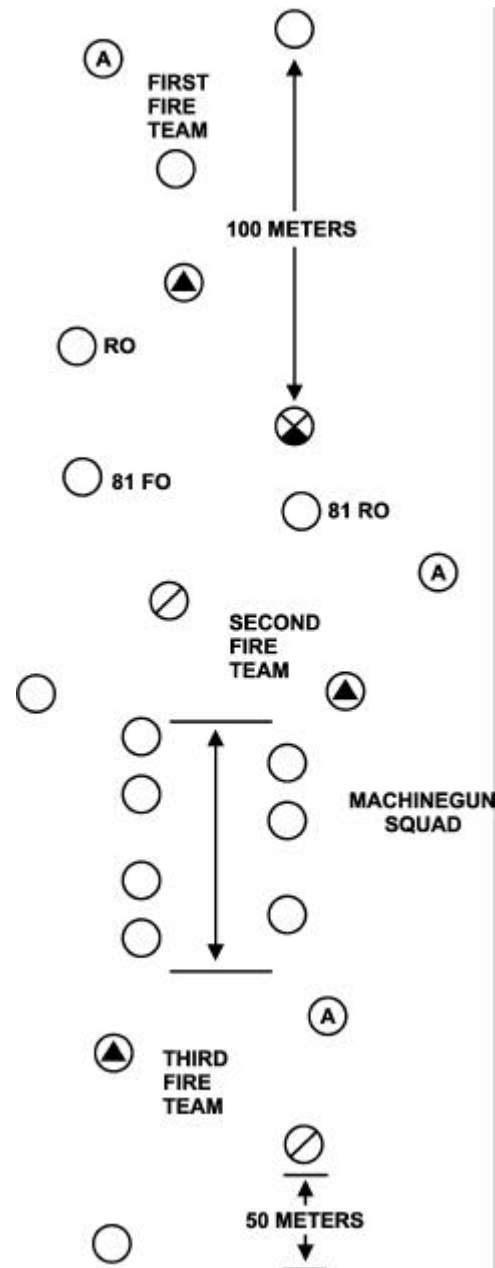 A
FIRST
FIRE
TEAM
100 METERS
RO
81 FO
81 RO
A
SECOND
FIRE
TEAM
MACHINEGUN
SQUAD
A
THIRD
FIRE
TEAM
50 METERS